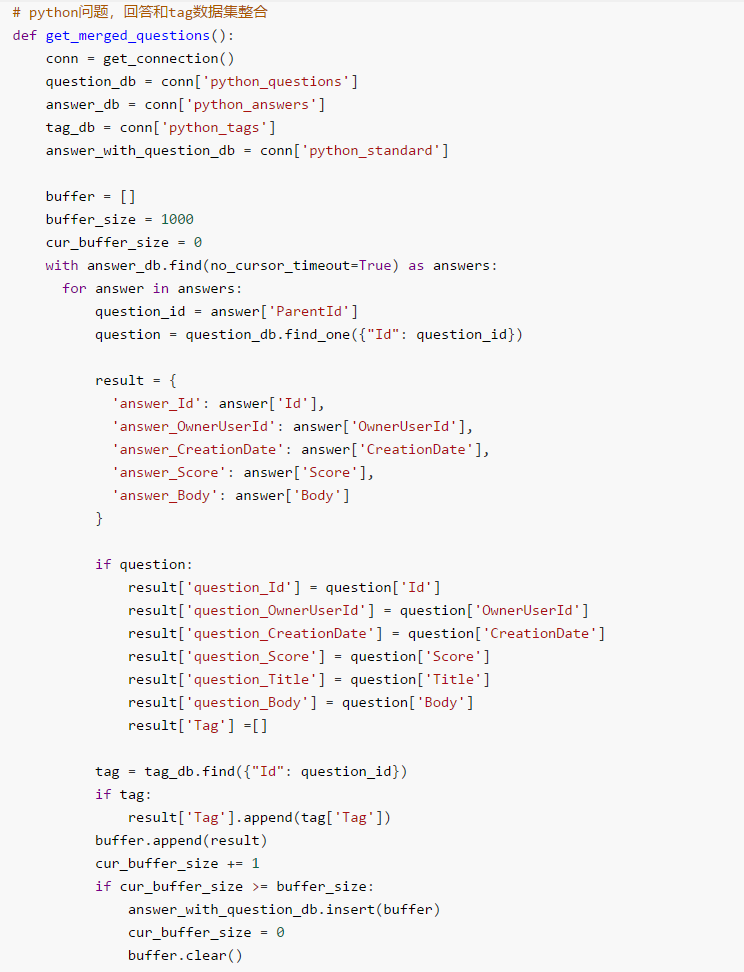 # python问题，回答和tag数据集整合
def get_merged_questions():
    conn = get_connection()
    question_db = conn['python_questions']
    answer_db = conn['python_answers']
    tag_db = conn['python_tags']
    answer_with_question_db = conn['python_standard']

    buffer = []
    buffer_size = 1000
    cur_buffer_size = 0
    with answer_db.find(no_cursor_timeout=True) as answers:
      for answer in answers:
          question_id = answer['ParentId']
          question = question_db.find_one({"Id": question_id})

          result = {
            'answer_Id': answer['Id'],
            'answer_OwnerUserId': answer['OwnerUserId'],
            'answer_CreationDate': answer['CreationDate'],
            'answer_Score': answer['Score'],
            'answer_Body': answer['Body']
          }

          if question:
              result['question_Id'] = question['Id']
              result['question_OwnerUserId'] = question['OwnerUserId']
              result['question_CreationDate'] = question['CreationDate']
              result['question_Score'] = question['Score']
              result['question_Title'] = question['Title']
              result['question_Body'] = question['Body']
              result['Tag'] =[]

          tag = tag_db.find({"Id": question_id})
          if tag:
              result['Tag'].append(tag['Tag'])
          buffer.append(result)
          cur_buffer_size += 1
          if cur_buffer_size >= buffer_size:
              answer_with_question_db.insert(buffer)
              cur_buffer_size = 0
              buffer.clear()